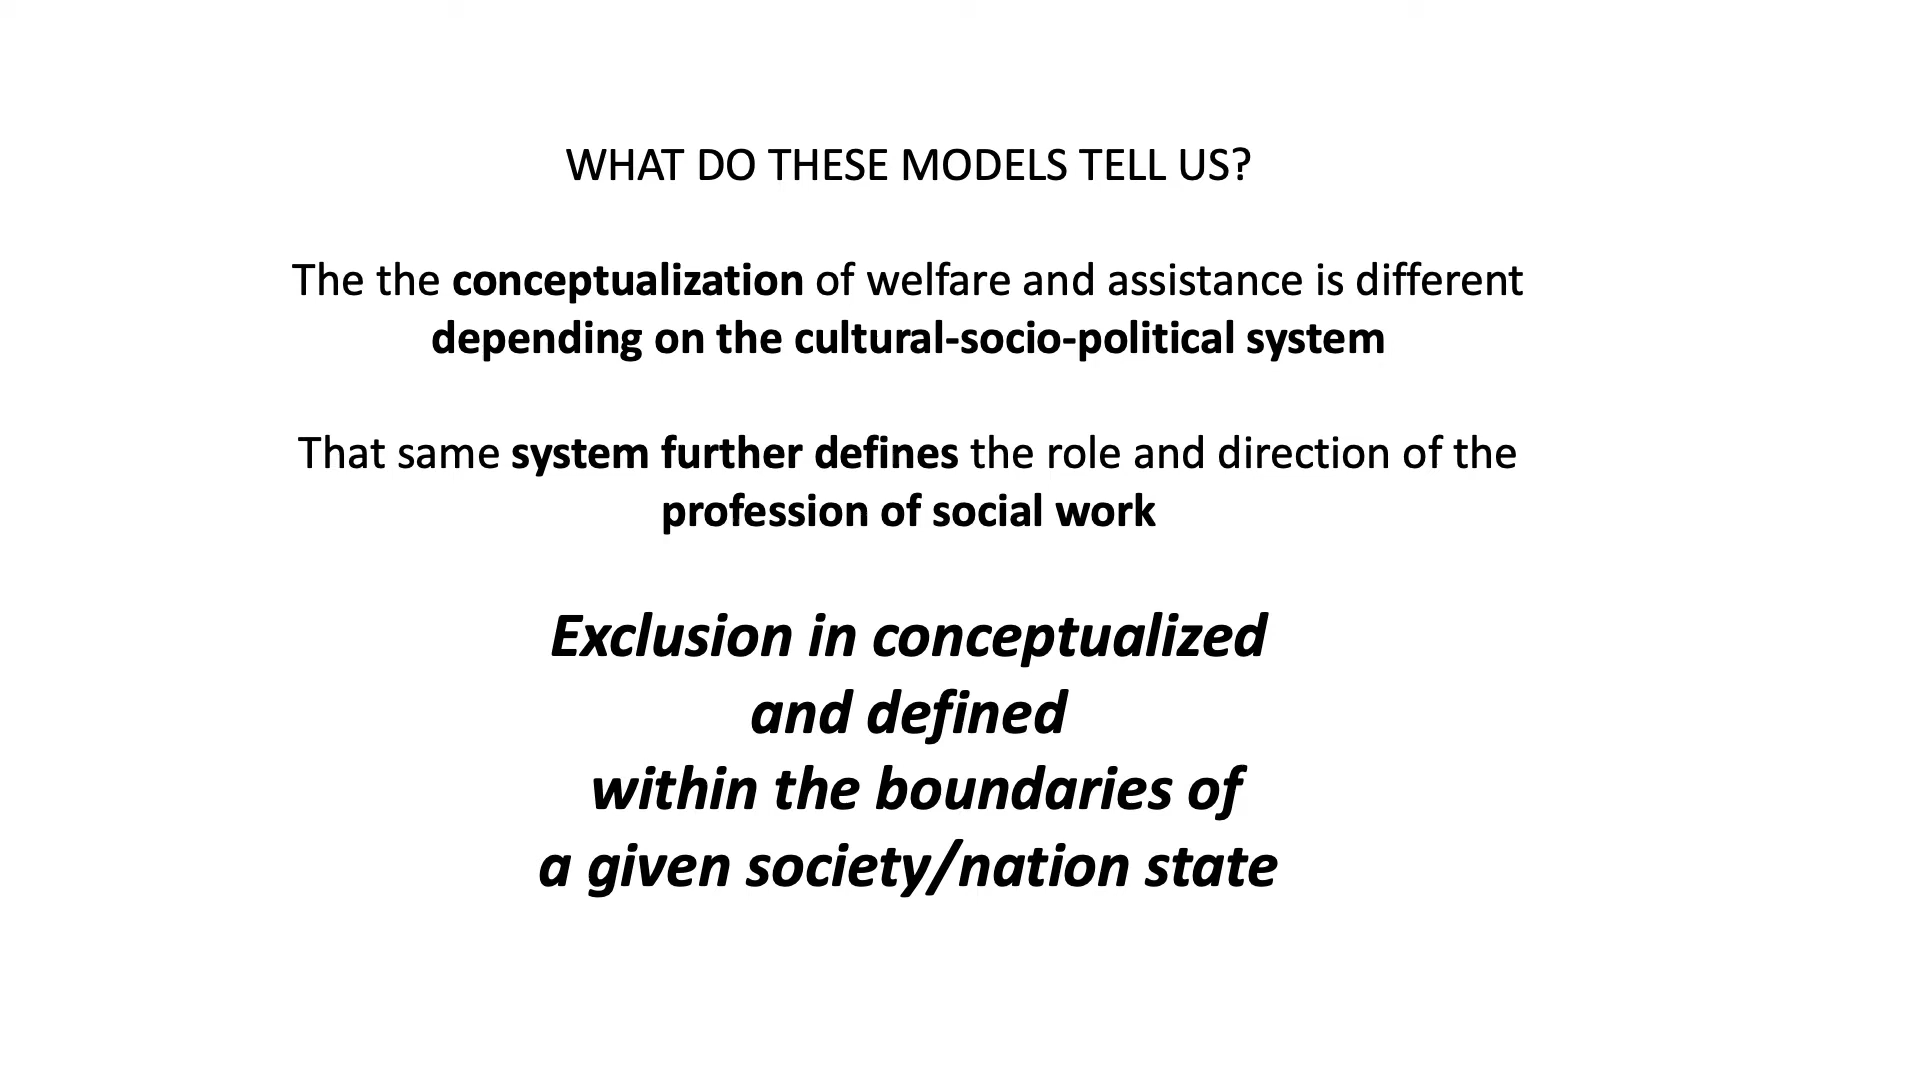 WHAT DO THESE MODELS TELL US?
The the conceptualization of welfare and assistance is different
depending on the cultural-socio-political system
That same system further defines the role and direction of the
profession of social work
Exclusion in conceptualized
and defined
within the boundaries of
a given society/nation state